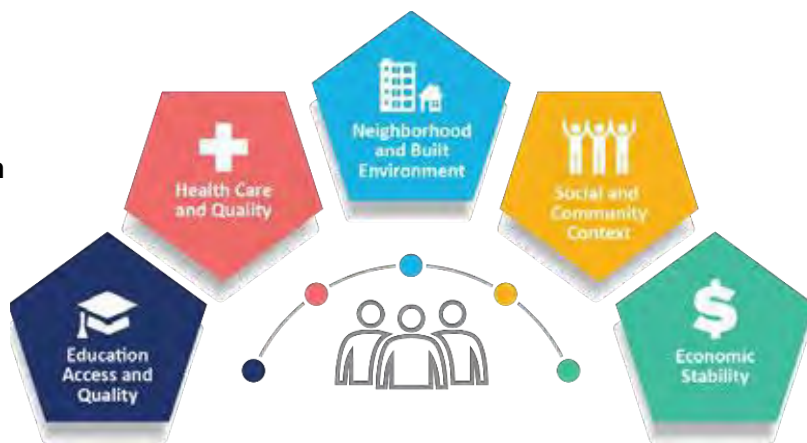 Neighborhood
and Built
Environment
Health Care
and Quality
Social and
Community
Context
Education
Access and
Quality
$
Economic
Stability